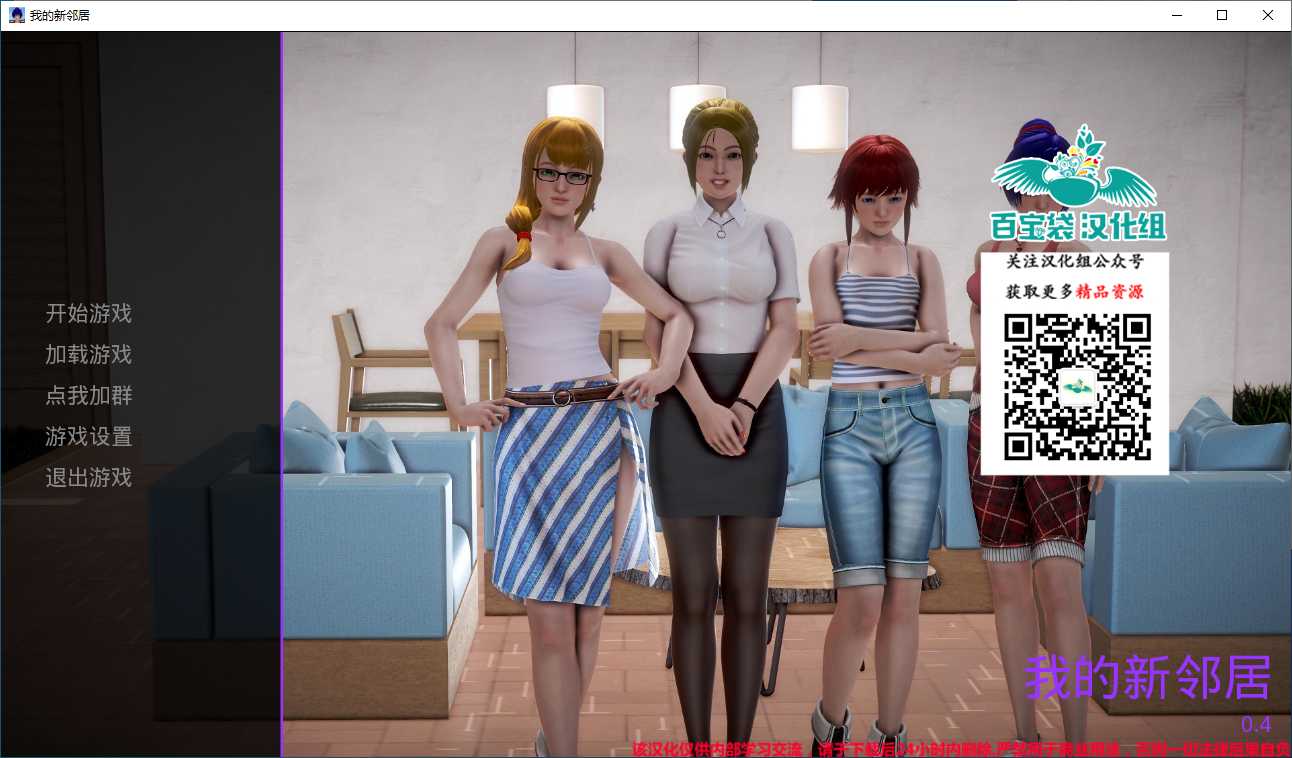 我的新邻居
开始游戏
加载游戏
点我加群
游戏设置
退出游戏
百宝袋汉化组
关注汉化组公众号
获取更多精品资源
我的新邻居
0.4
该汉化仅供内部学习交流，请于下载后24小时内删除,严禁用于商业用途，否则一切法律后果自负